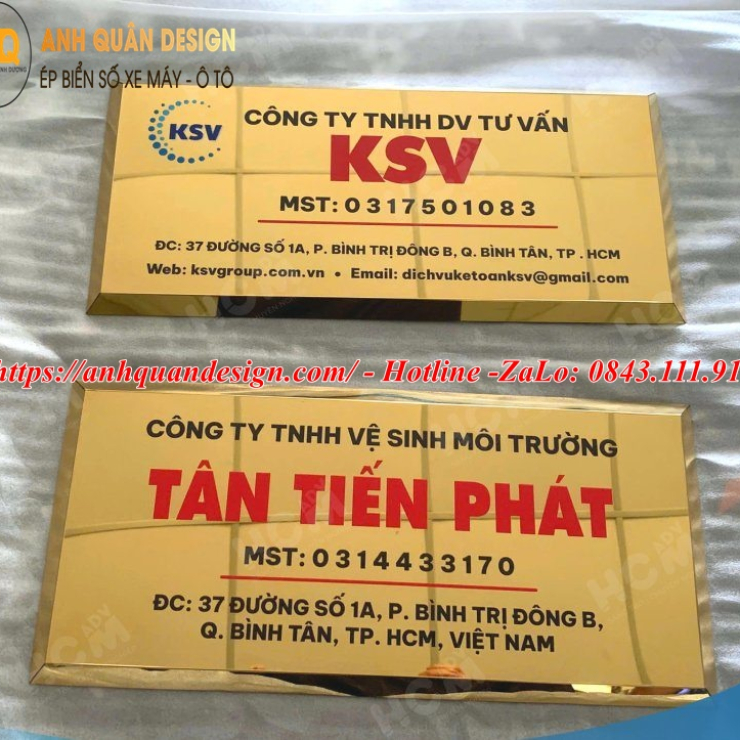 ANH QUÂN DESIGN
ÉP BIỂN SỐ XE MÁY - Ô TÔ
KSV
CÔNG TY TNHH DV TƯ VẤN
KSV
MST: 0317501083
ĐC: 37 ĐƯỜNG SỐ 1A, P. BÌNH TRỊ ĐÔNG B, Q. BÌNH TÂN, TP . HCM
Web: ksvgroup.com.vn • Email: dichvuketoanksv@gmail.com
https://anhquandesign.com/ - Hotline -ZaLo: 0843.111.91
CÔNG TY TNHH VỆ SINH MÔI TRƯỜNG
TÂN TIẾN PHÁT
MST: 0314433170
ĐC: 37 ĐƯỜNG SỐ 1A, P. BÌNH TRỊ ĐÔNG B,
Q. BÌNH TÂN, TP. HCM, VIỆT NAM
HCM ADV